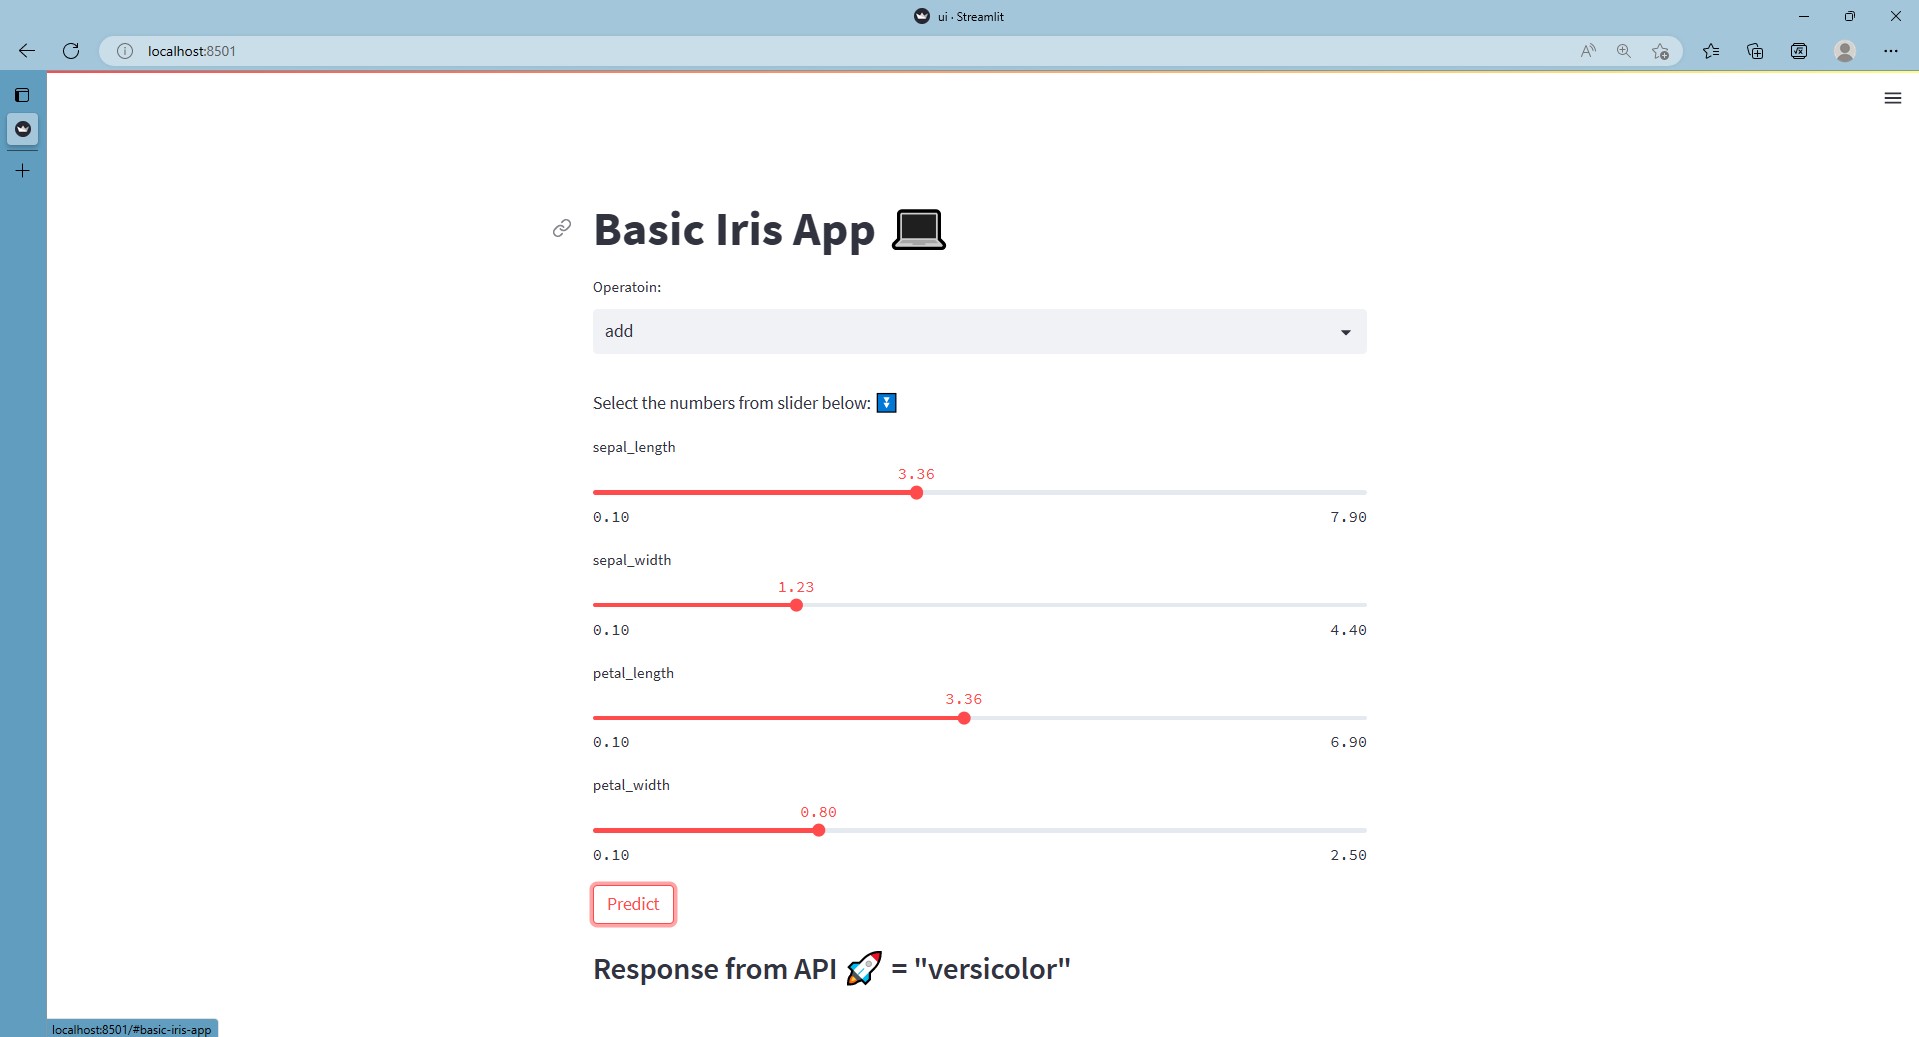 ui · Streamlit
localhost:8501
Basic Iris App
Operatoin:
add
Select the numbers from slider below:
sepal_length
3.36
0.10 7.90
sepal_width
1.23
0.10 4.40
petal_length
3.36
0.10 6.90
petal_width
0.80
0.10 2.50
Predict
Response from API 🚀 = "versicolor"
localhost:8501/#basic-iris-app